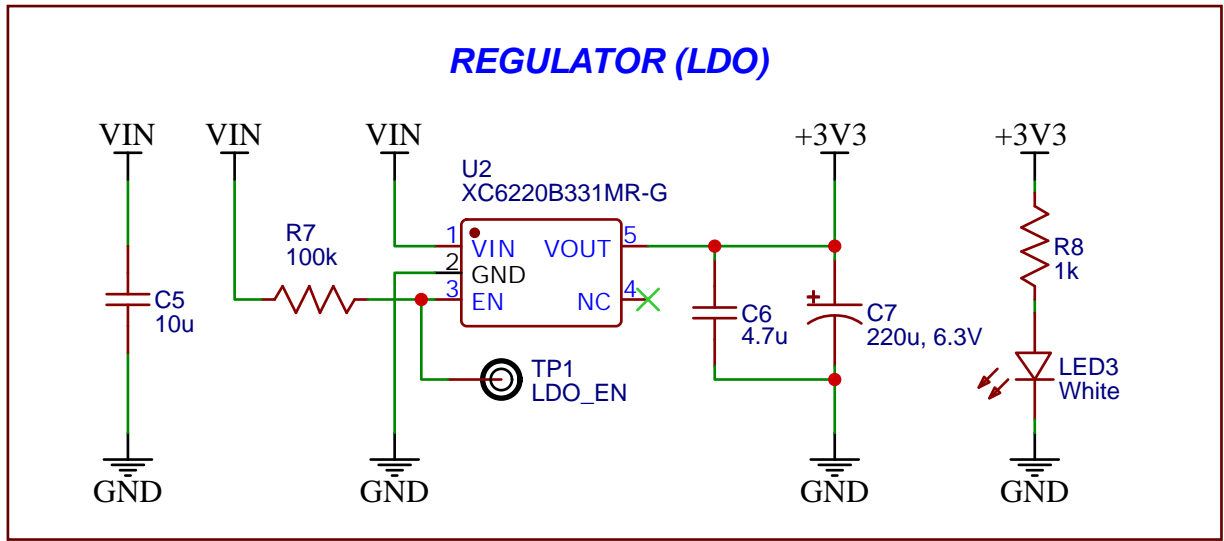 REGULATOR (LDO)
VIN
VIN
VIN
+3V3
+3V3
U2
XC6220B331MR-G
R7
100k
1
VIN
VOUT
5
2
GND
3
EN
NC
4
C5
10u
C6
4.7u
+
C7
220u, 6.3V
R8
1k
TP1
LDO_EN
LED3
White
GND
GND
GND
GND